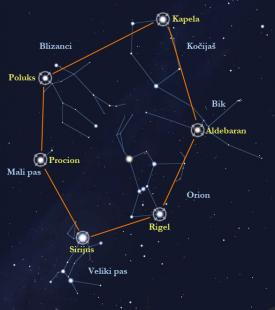 Kapela
Blizanci
Kočijaš
Poluks
Bik
Aldebaran
Procion
Mali pas
Orion
Rigel
Sirijus
Veliki pas